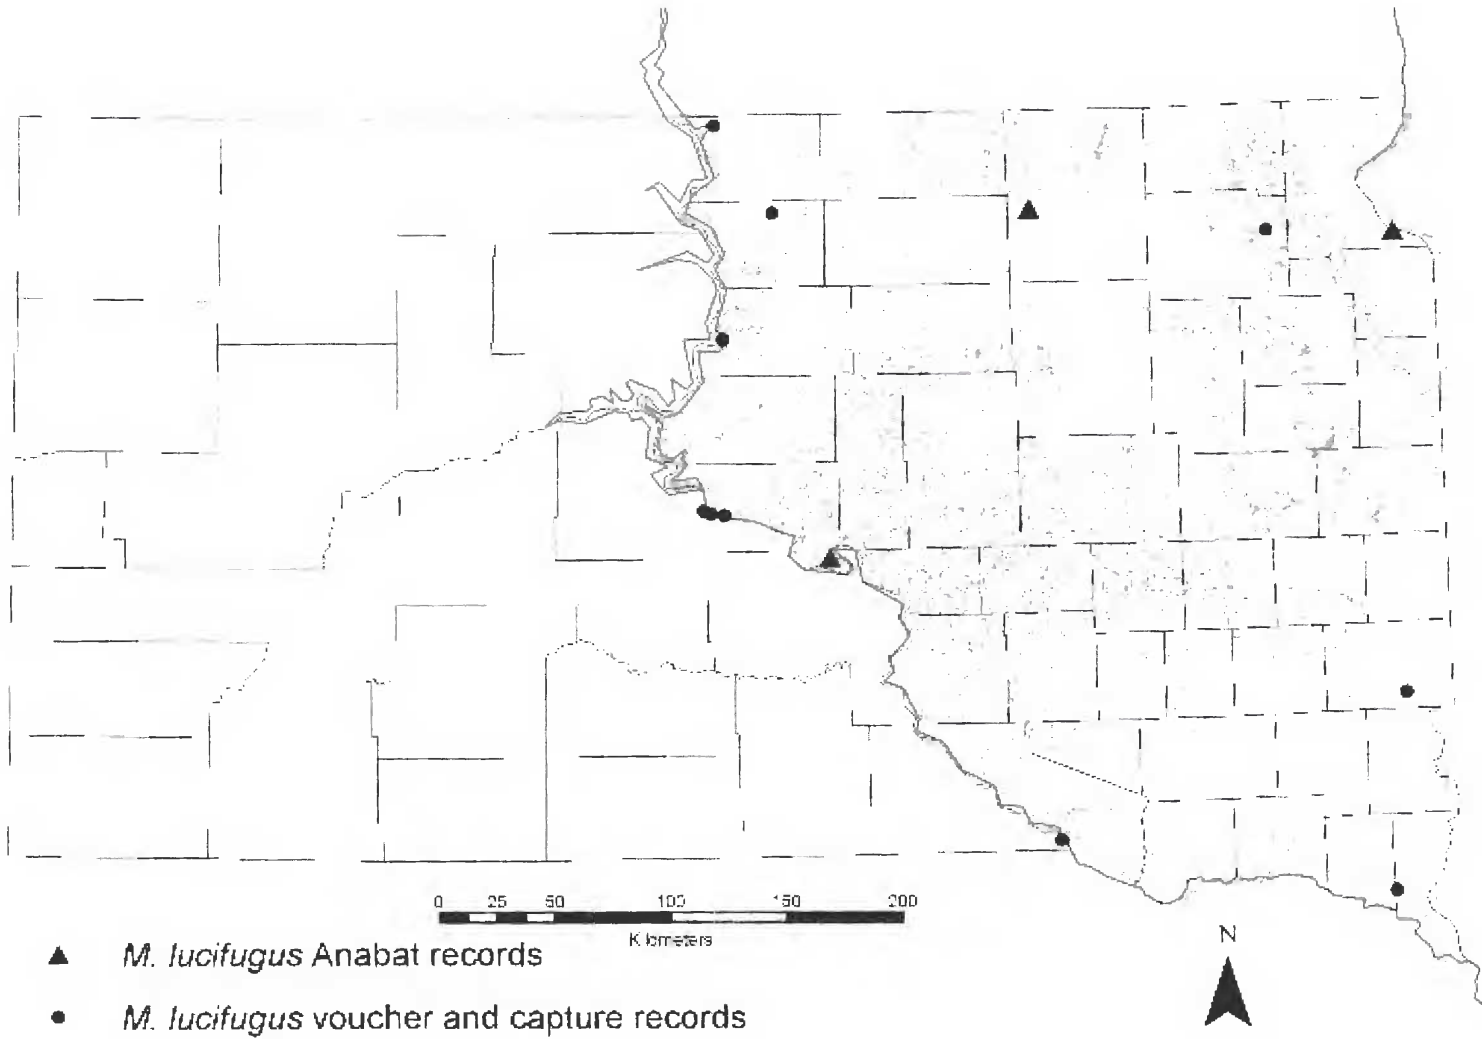 0 25 50 100 150 200
Kilometers
N
M. lucifugus Anabat records
M. lucifugus voucher and capture records